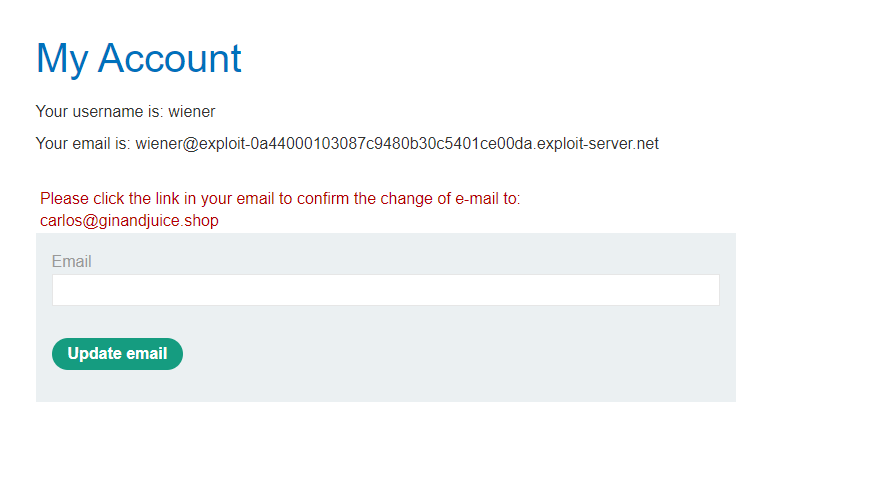 My Account
Your username is: wiener
Your email is: wiener@exploit-0a44000103087c9480b30c5401ce00da.exploit-server.net
Please click the link in your email to confirm the change of e-mail to:
carlos@ginandjuice.shop
Email
Update email